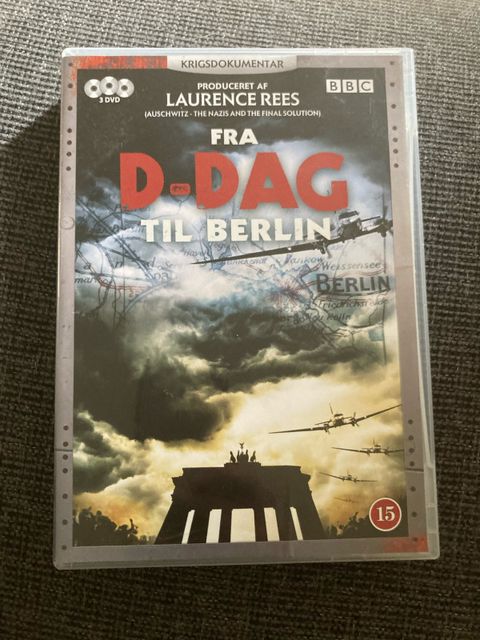 KRIGSDOKUMENTAR
3 DVD
PRODUCERET AF
LAURENCE REES
(AUSCHWITZ - THE NAZIS AND THE FINAL SOLUTION)
BBC
FRA
D-DAG
TIL BERLIN
Weissensee
BERLIN
15